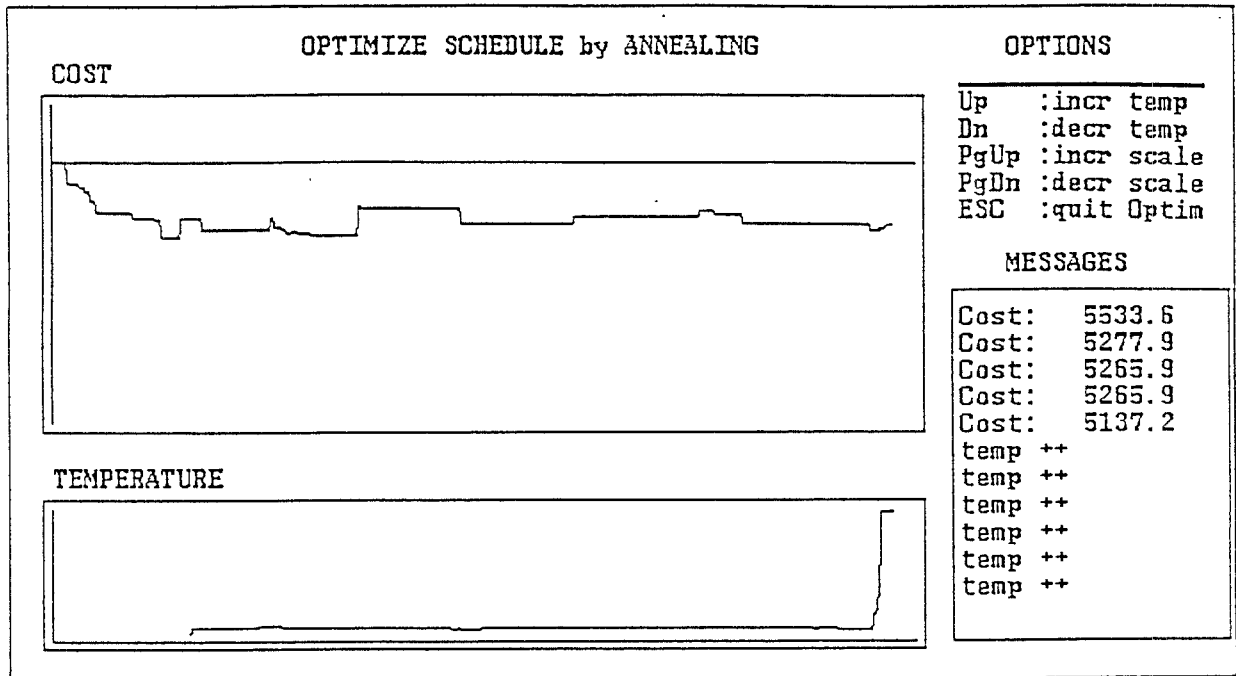 OPTIMIZE SCHEDULE by ANNEALING
COST
TEMPERATURE
OPTIONS
Up :incr temp
Dn :decr temp
PgUp :incr scale
PgDn :decr scale
ESC :quit Optim
MESSAGES
Cost: 5533.6
Cost: 5277.9
Cost: 5265.9
Cost: 5265.9
Cost: 5137.2
temp ++
temp ++
temp ++
temp ++
temp ++
temp ++